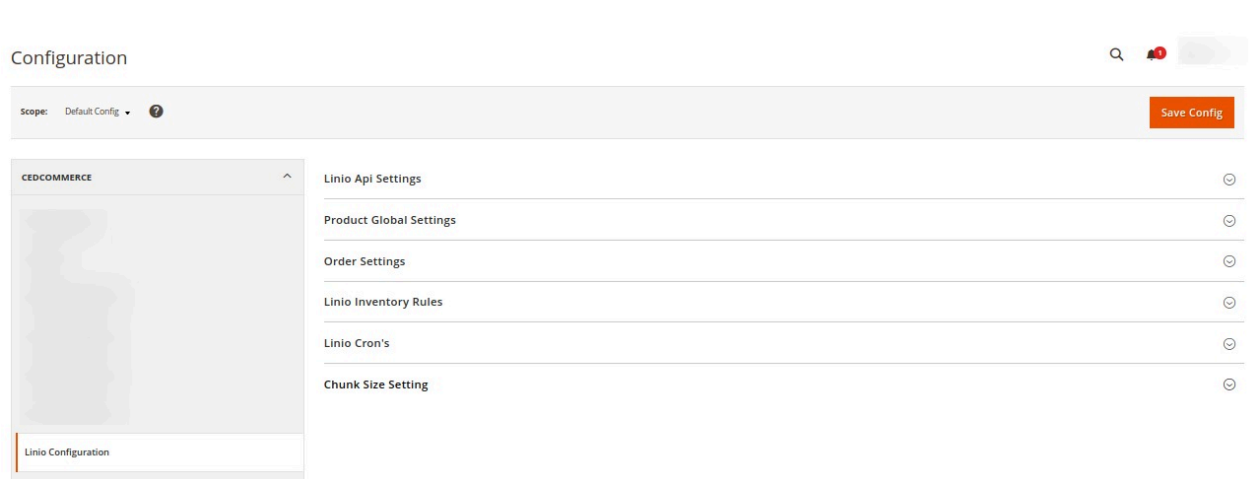 Configuration
1
Scope: Default Config
?
Save Config
CEDCOMMERCE
Linio Api Settings
Product Global Settings
Order Settings
Linio Inventory Rules
Linio Cron's
Chunk Size Setting
Linio Configuration